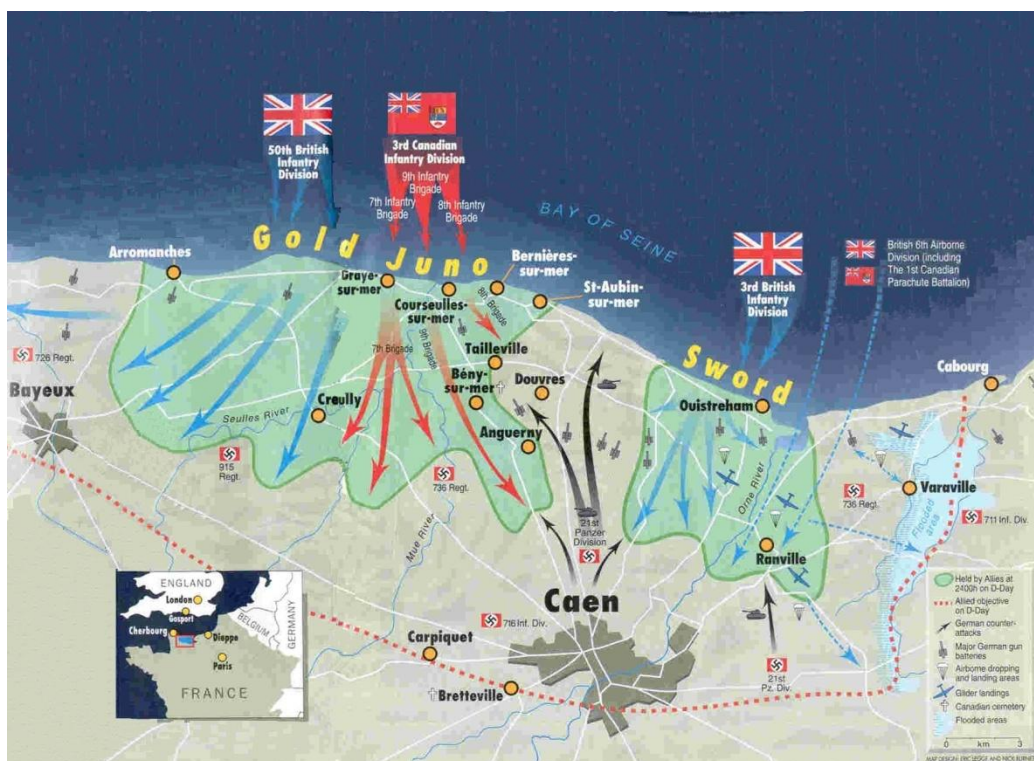 50th British
Infantry
Division
3rd Canadian
Infantry Division
9th Infantry
Brigade
7th Infantry
Brigade
8th Infantry
Brigade
BAY OF SEINE
British 6th Airborne
Division (including
The 1st Canadian
Parachute Battalion)
3rd British
Infantry
Division
Gold
Juno
Sword
Arromanches
Graye-
sur-mer
Courseulles-
sur-mer
Bernières-
sur-mer
St-Aubin-
sur-mer
8th. Brigade
9th Brigade
7th Brigade
Tailleville
Bény-
sur-mer
Douvres
Anguerny
726 Regt.
Bayeux
Creully
Seulles River
915
Regt.
736 Regt.
Mue River
21st
Panzer
Division
Ouistreham
Orne River
Ranville
Cabourg
Varaville
736 Regt.
Flooded
area
711 Inf. Div.
Caen
716 Inf. Div.
Carpiquet
Bretteville
21st
Pz. Div.
ENGLAND
London
Gosport
Cherbourg
Dieppe
BELGIUM
GERMANY
Paris
FRANCE
Held by Allies at
2400h on D-Day
Allied objective
on D-Day
German counter-
attacks
Major German gun
batteries
Airborne dropping
and landing areas
Glider landings
Canadian cemetery
Flooded areas
0 km 3
MAP DESIGN: ERIC LEGGE AND NICK BURNE